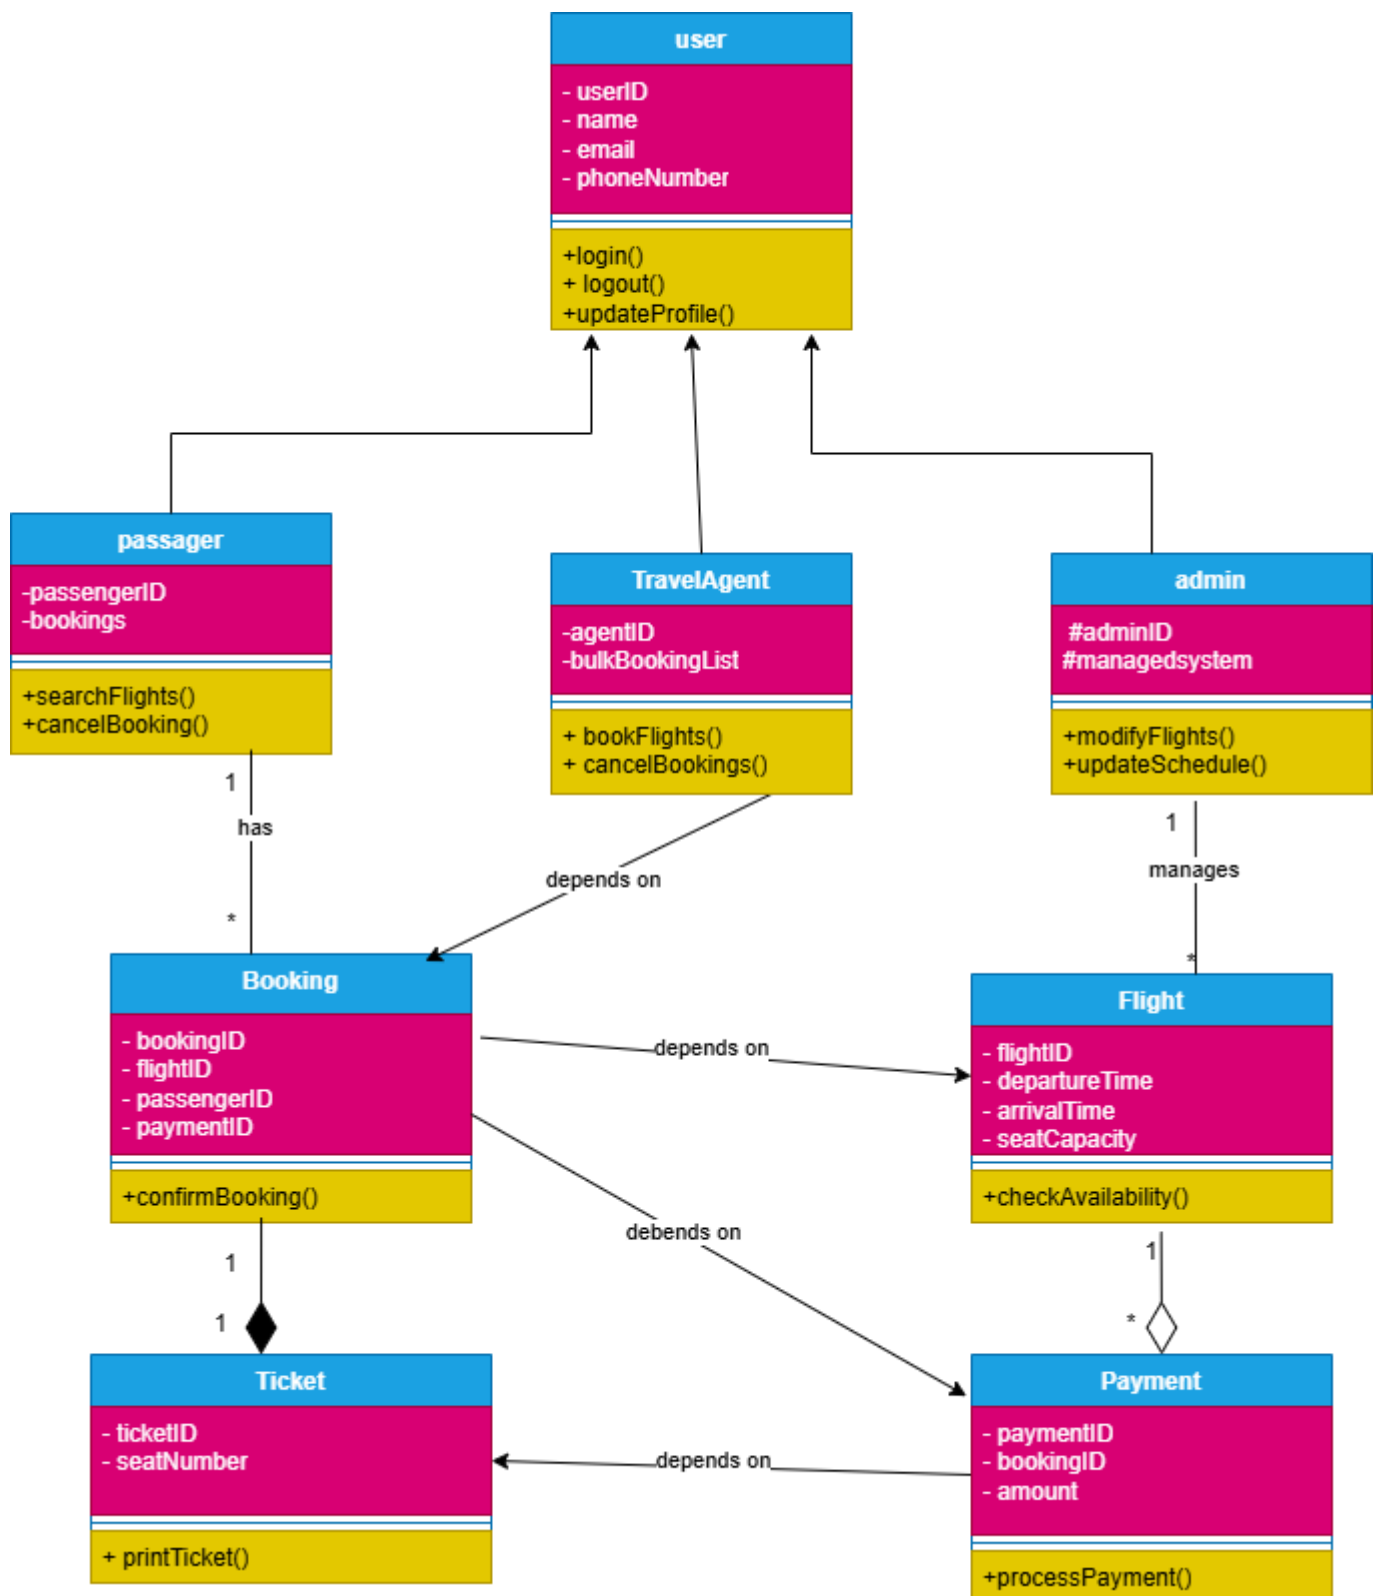 user
- userID
- name
- email
- phoneNumber
+login()
+ logout()
+updateProfile()
passager
-passengerID
-bookings
+searchFlights()
+cancelBooking()
TravelAgent
-agentID
-bulkBookingList
+ bookFlights()
+ cancelBookings()
admin
#adminID
#managedsystem
+modifyFlights()
+updateSchedule()
1
has
*
depends on
1
manages
*
Booking
- bookingID
- flightID
- passengerID
- paymentID
+confirmBooking()
depends on
Flight
- flightID
- departureTime
- arrivalTime
- seatCapacity
+checkAvailability()
debends on
1
1
1
*
Ticket
- ticketID
- seatNumber
+ printTicket()
depends on
Payment
- paymentID
- bookingID
- amount
+processPayment()